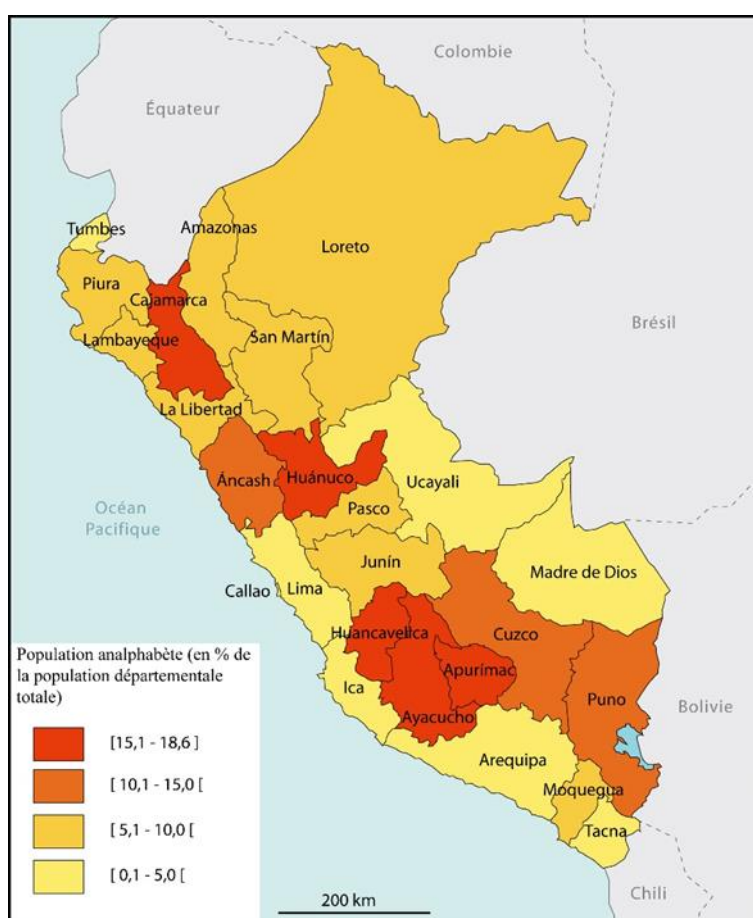 Colombie
Équateur
Tumbes
Amazonas
Loreto
Piura
Cajamarca
Brésil
Lambayeque
San Martín
La Libertad
Áncash
Huánuco
Ucayali
Océan
Pacifique
Pasco
Junín
Madre de Dios
Callao
Lima
Huancavelica
Cuzco
Apurímac
Ica
Puno
Bolivie
Ayacucho
Arequipa
Moquegua
Tacna
Chili
Population analphabète (en % de
la population départementale
totale)
[15,1 - 18,6 ]
[ 10,1 - 15,0 [
[ 5,1 - 10,0 [
[ 0,1 - 5,0 [
200 km